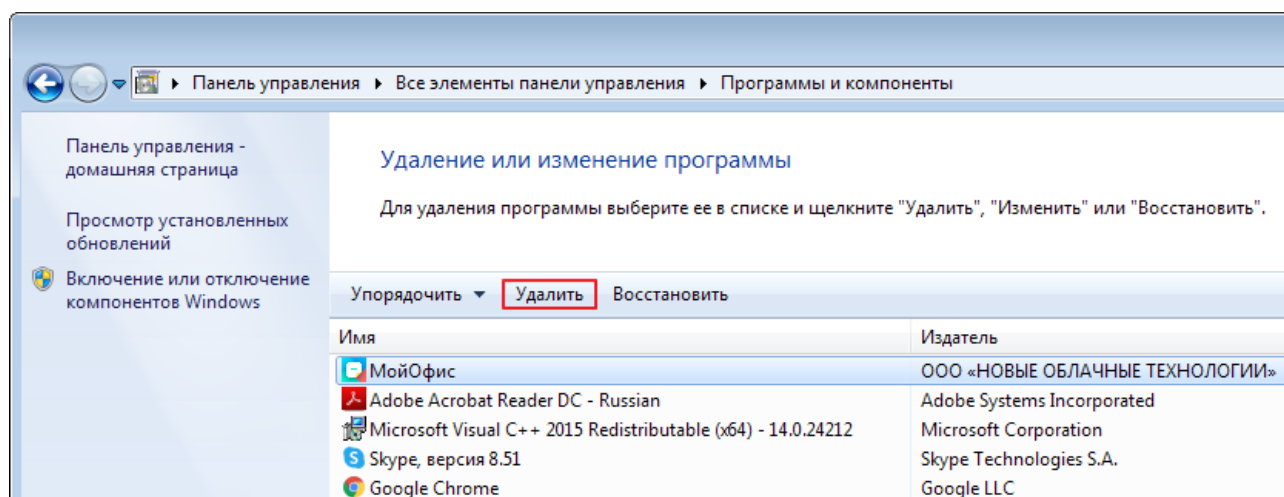 Панель управления ▸ Все элементы панели управления ▸ Программы и компоненты
Панель управления -
домашняя страница
Просмотр установленных
обновлений
Включение или отключение
компонентов Windows
Удаление или изменение программы
Для удаления программы выберите ее в списке и щелкните "Удалить", "Изменить" или "Восстановить".
Упорядочить Удалить Восстановить
Имя Издатель
МойОфис ООО «НОВЫЕ ОБЛАЧНЫЕ ТЕХНОЛОГИИ»
Adobe Acrobat Reader DC - Russian Adobe Systems Incorporated
Microsoft Visual C++ 2015 Redistributable (x64) - 14.0.24212 Microsoft Corporation
Skype, версия 8.51 Skype Technologies S.A.
Google Chrome Google LLC